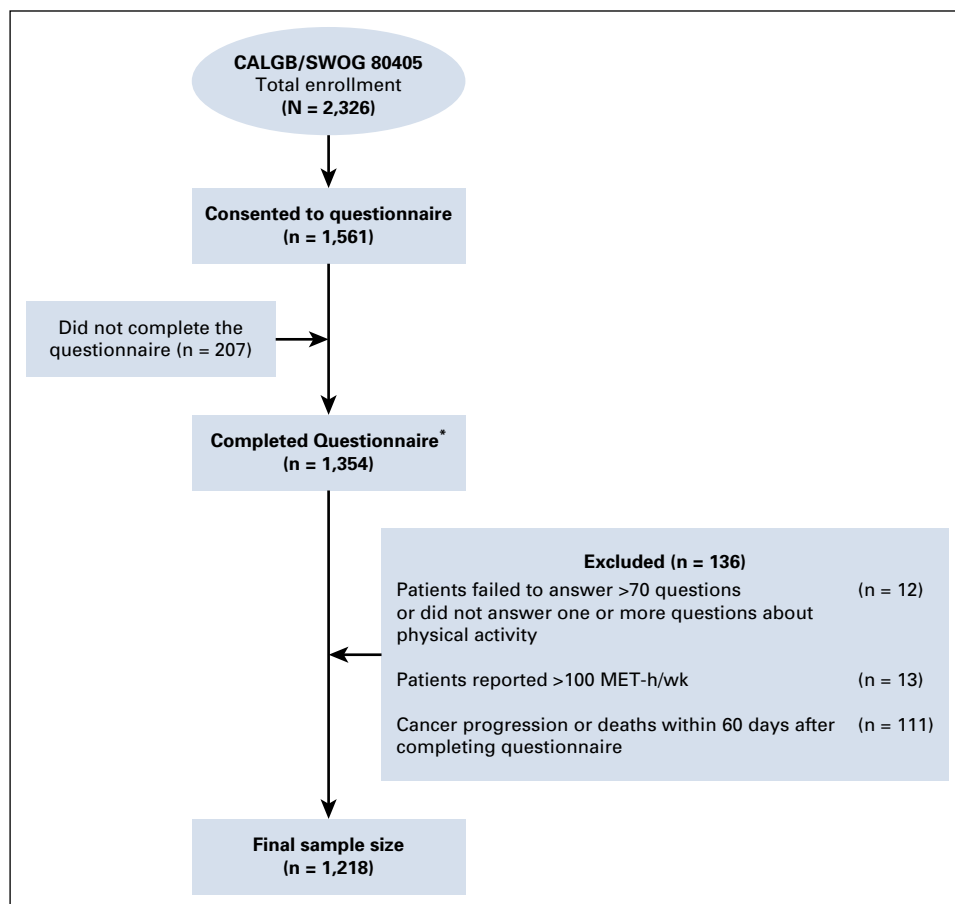 CALGB/SWOG 80405
Total enrollment
(N = 2,326)
Consented to questionnaire
(n = 1,561)
Did not complete the
questionnaire (n = 207)
Completed Questionnaire*
(n = 1,354)
Excluded (n = 136)
Patients failed to answer >70 questions (n = 12)
or did not answer one or more questions about
physical activity
Patients reported >100 MET-h/wk (n = 13)
Cancer progression or deaths within 60 days after (n = 111)
completing questionnaire
Final sample size
(n = 1,218)